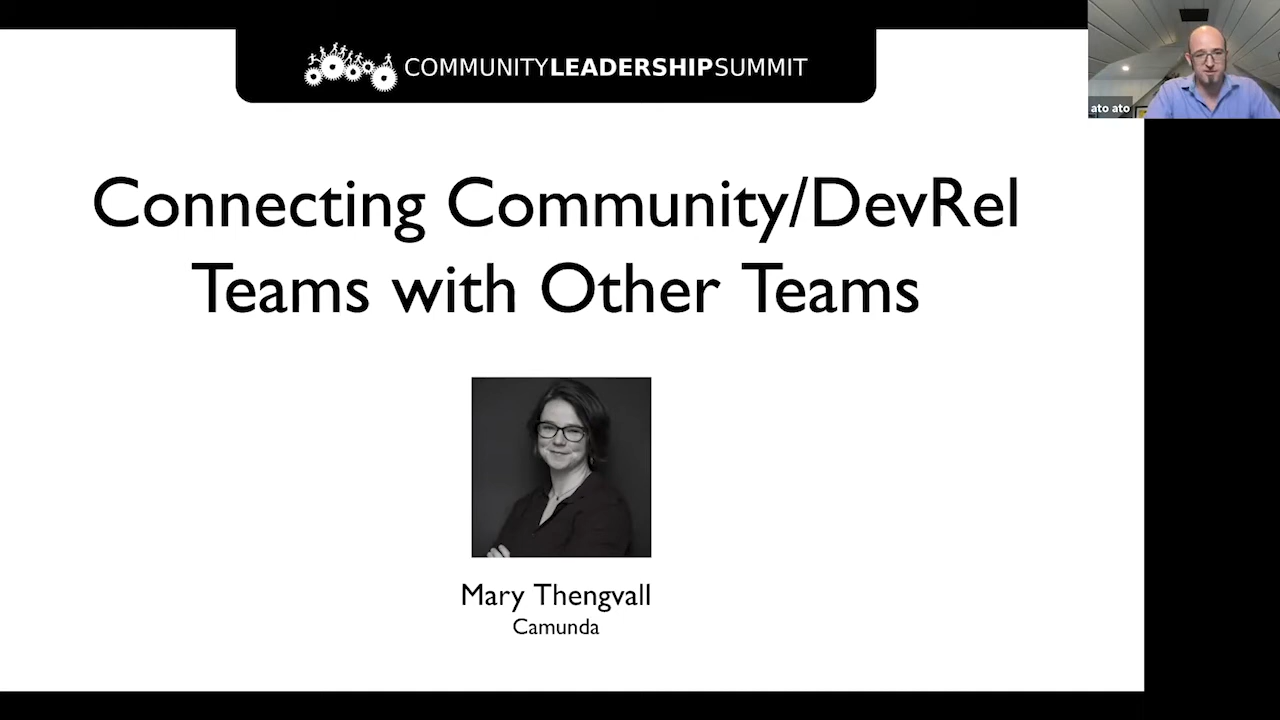 COMMUNITYLEADERSHIPSUMMIT
ato ato
Connecting Community/DevRel
Teams with Other Teams
Mary Thengvall
Camunda